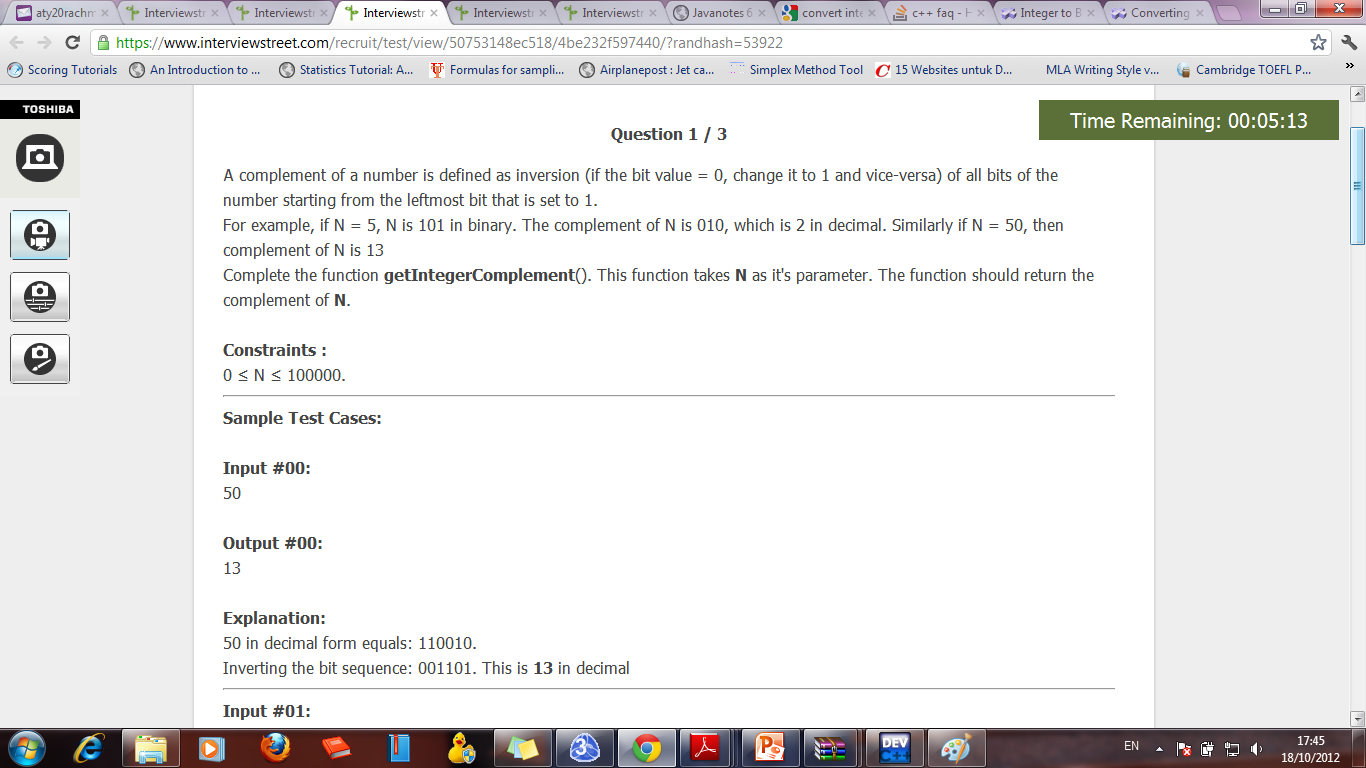 aty20rachm
Interviewstr
Interviewstr
Interviewstr
Interviewstr
Interviewstr
Javanotes 6
convert inte
c++ faq - H
Integer to B
Converting
https://www.interviewstreet.com/recruit/test/view/50753148ec518/4be232f597440/?randhash=53922
Scoring Tutorials
An Introduction to ...
Statistics Tutorial: A...
Formulas for sampli...
Airplanepost : Jet ca...
Simplex Method Tool
15 Websites untuk D...
MLA Writing Style v...
Cambridge TOEFL P...
TOSHIBA
Time Remaining: 00:05:13
Question 1 / 3
A complement of a number is defined as inversion (if the bit value = 0, change it to 1 and vice-versa) of all bits of the
number starting from the leftmost bit that is set to 1.
For example, if N = 5, N is 101 in binary. The complement of N is 010, which is 2 in decimal. Similarly if N = 50, then
complement of N is 13
Complete the function getIntegerComplement(). This function takes N as it's parameter. The function should return the
complement of N.
Constraints :
0 ≤ N ≤ 100000.
Sample Test Cases:
Input #00:
50
Output #00:
13
Explanation:
50 in decimal form equals: 110010.
Inverting the bit sequence: 001101. This is 13 in decimal
Input #01:
DEV
C++
EN
17:45
18/10/2012